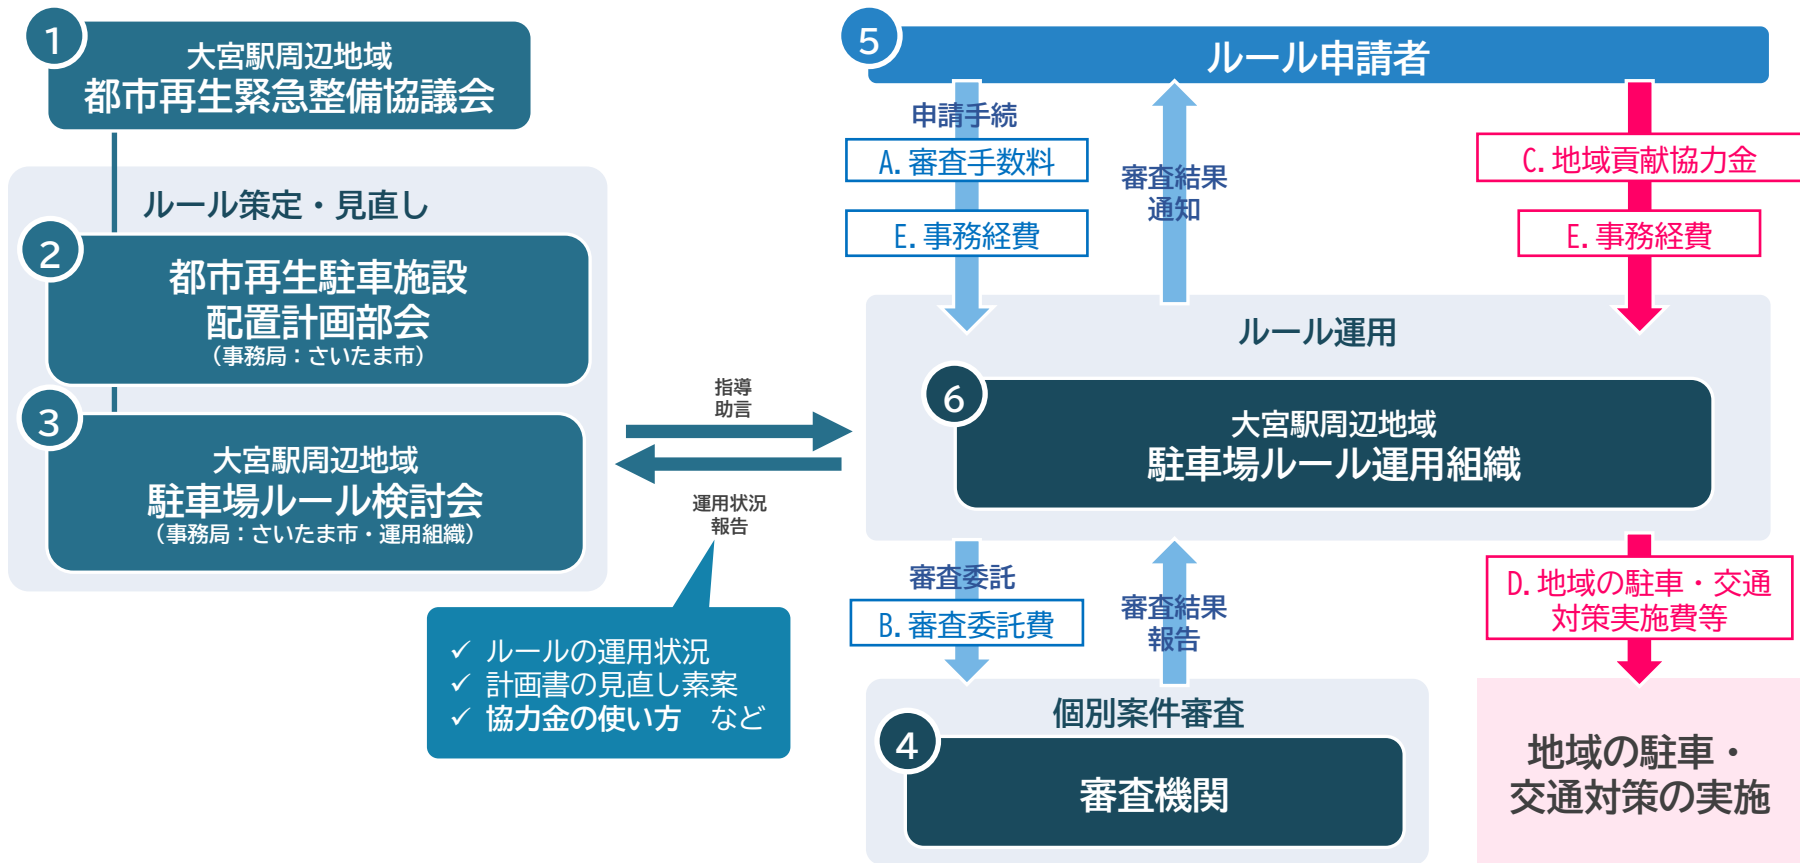 1
大宮駅周辺地域
都市再生緊急整備協議会
ルール策定・見直し
2
都市再生駐車施設
配置計画部会
（事務局：さいたま市）
3
大宮駅周辺地域
駐車場ルール検討会
（事務局：さいたま市・運用組織）
指導
助言
運用状況
報告
✓ ルールの運用状況
✓ 計画書の見直し素案
✓ 協力金の使い方　など
5
ルール申請者
申請手続
A.審査手数料
E.事務経費
審査結果
通知
C.地域貢献協力金
E.事務経費
ルール運用
6
大宮駅周辺地域
駐車場ルール運用組織
審査委託
B.審査委託費
審査結果
報告
D.地域の駐車・交通
対策実施費等
個別案件審査
4
審査機関
地域の駐車・
交通対策の実施